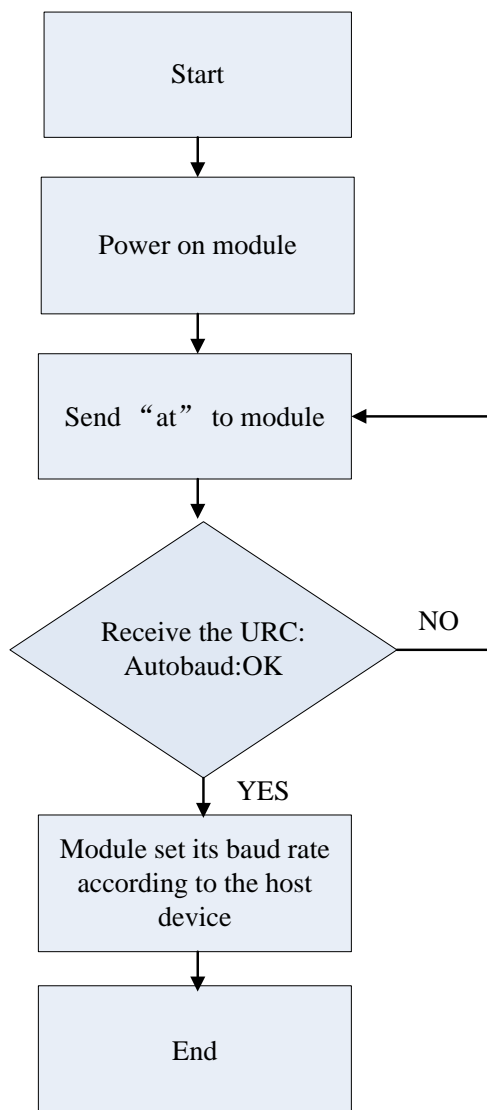 Start
Power on module
Send “at” to module
Receive the URC:
Autobaud:OK
NO
YES
Module set its baud rate
according to the host
device
End